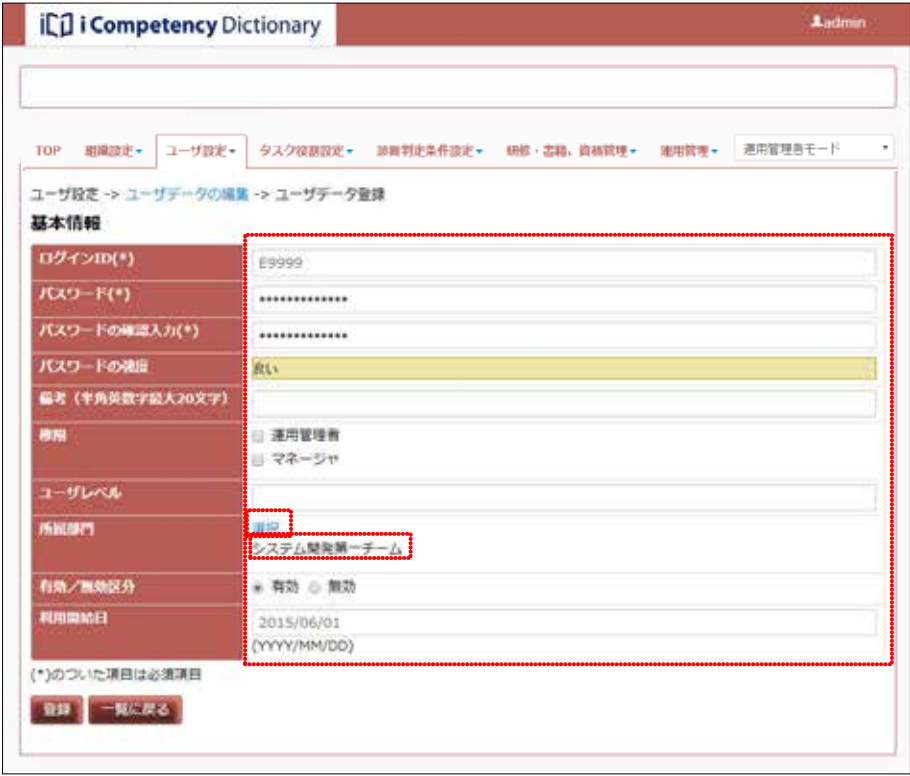 i Competency Dictionary
admin
TOP 組織設定 ユーザ設定 タスク役割設定 診断判定条件設定 研修・書籍、資格管理 運用管理 運用管理者モード
ユーザ設定 -> ユーザデータの編集 -> ユーザデータ登録
基本情報
ログインID(*) E9999
パスワード(*) •••••••••••••
パスワードの確認入力(*) •••••••••••••
パスワードの強度 良い
備考（半角英数字最大20文字）
権限 運用管理者
マネージャ
ユーザレベル
所属部門 選択
システム開発第一チーム
有効／無効区分 有効 無効
利用開始日 2015/06/01
(YYYY/MM/DD)
(*)のついた項目は必須項目
登録 一覧に戻る